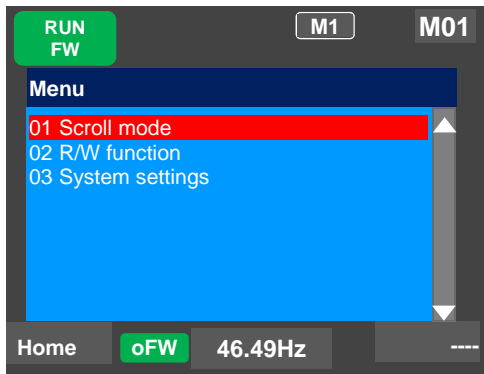 RUN
FW
M1
M01
Menu
01 Scroll mode
02 R/W function
03 System settings
Home
oFW
46.49Hz
----